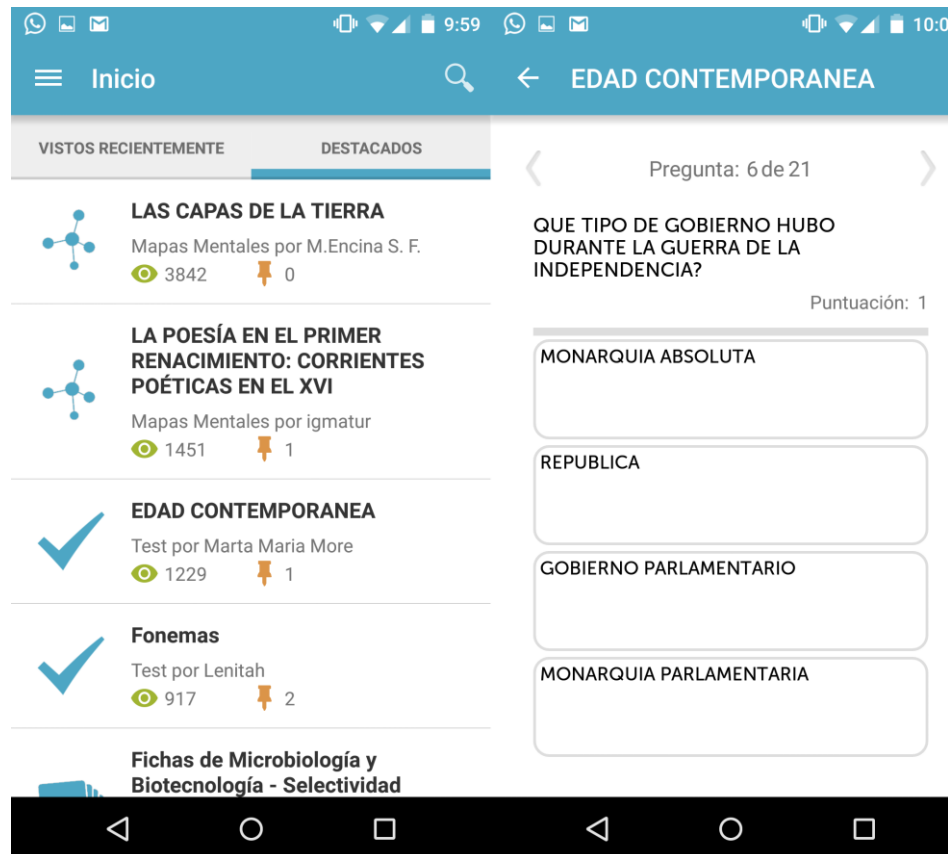 9:59
Inicio
VISTOS RECIENTEMENTE
DESTACADOS
LAS CAPAS DE LA TIERRA
Mapas Mentales por M.Encina S. F.
3842
0
LA POESÍA EN EL PRIMER
RENACIMIENTO: CORRIENTES
POÉTICAS EN EL XVI
Mapas Mentales por igmatur
1451
1
EDAD CONTEMPORANEA
Test por Marta Maria More
1229
1
Fonemas
Test por Lenitah
917
2
Fichas de Microbiología y
Biotecnología - Selectividad
10:0
EDAD CONTEMPORANEA
Pregunta: 6 de 21
QUE TIPO DE GOBIERNO HUBO
DURANTE LA GUERRA DE LA
INDEPENDENCIA?
Puntuación: 1
MONARQUIA ABSOLUTA
REPUBLICA
GOBIERNO PARLAMENTARIO
MONARQUIA PARLAMENTARIA